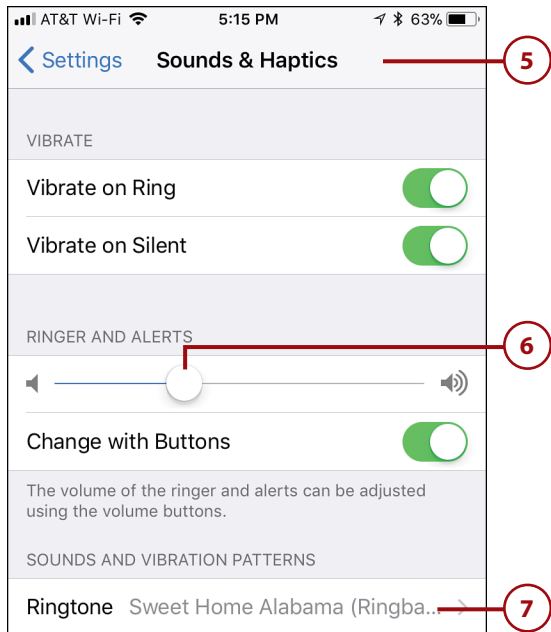 AT&T Wi-Fi 5:15 PM 63%
Settings Sounds & Haptics 5
VIBRATE
Vibrate on Ring
Vibrate on Silent
RINGER AND ALERTS
6
Change with Buttons
The volume of the ringer and alerts can be adjusted
using the volume buttons.
SOUNDS AND VIBRATION PATTERNS
Ringtone Sweet Home Alabama (Ringba... 7